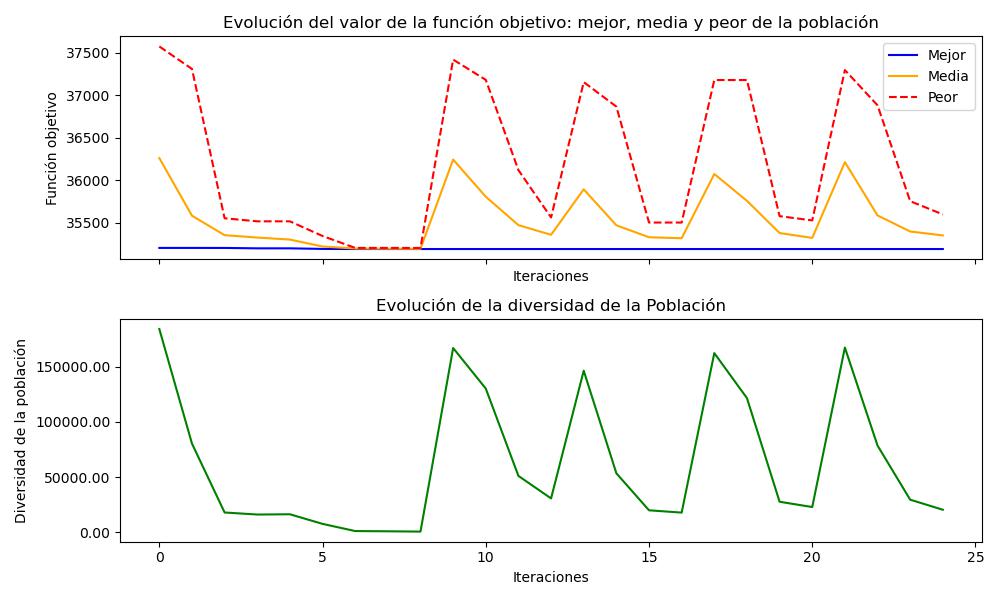 Evolución del valor de la función objetivo: mejor, media y peor de la población
Función objetivo
37500
37000
36500
36000
35500
Mejor
Media
Peor
Iteraciones
Evolución de la diversidad de la Población
Diversidad de la población
150000.00
100000.00
50000.00
0.00
0 5 10 15 20 25
Iteraciones